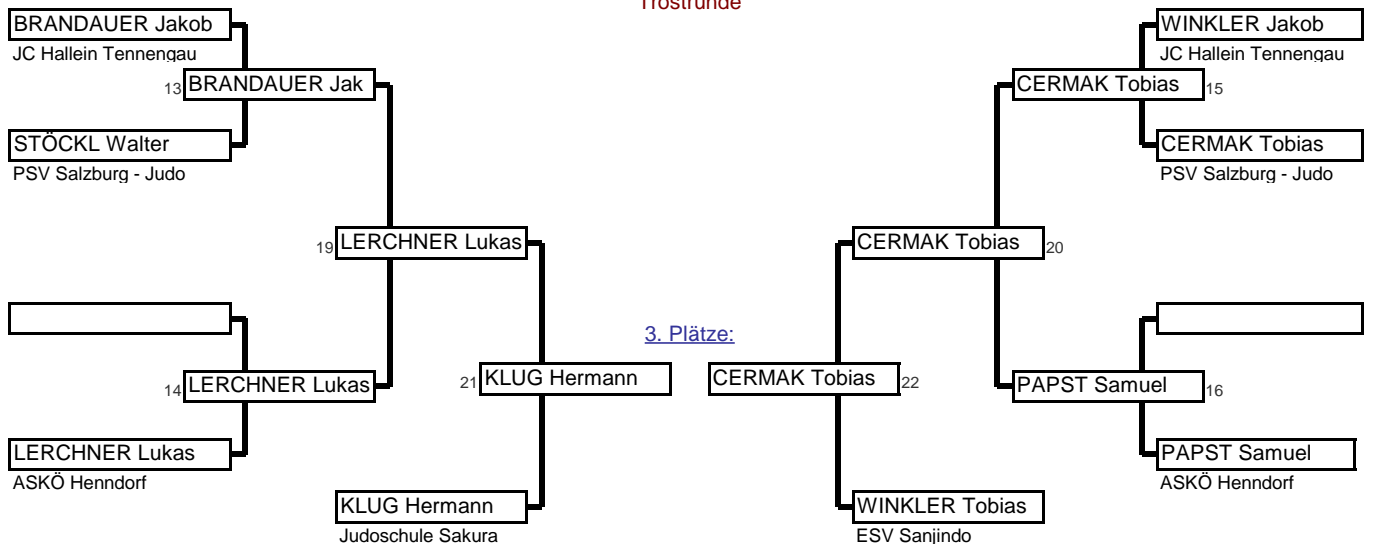 Trostrunde
BRANDAUER Jakob
JC Hallein Tennengau
13 BRANDAUER Jak
STÖCKL Walter
PSV Salzburg - Judo
19 LERCHNER Lukas
14 LERCHNER Lukas
LERCHNER Lukas
ASKÖ Henndorf
21 KLUG Hermann
KLUG Hermann
Judoschule Sakura
3. Plätze:
WINKLER Jakob
JC Hallein Tennengau
CERMAK Tobias 15
CERMAK Tobias
PSV Salzburg - Judo
CERMAK Tobias 20
CERMAK Tobias 22
PAPST Samuel 16
PAPST Samuel
ASKÖ Henndorf
WINKLER Tobias
ESV Sanjindo